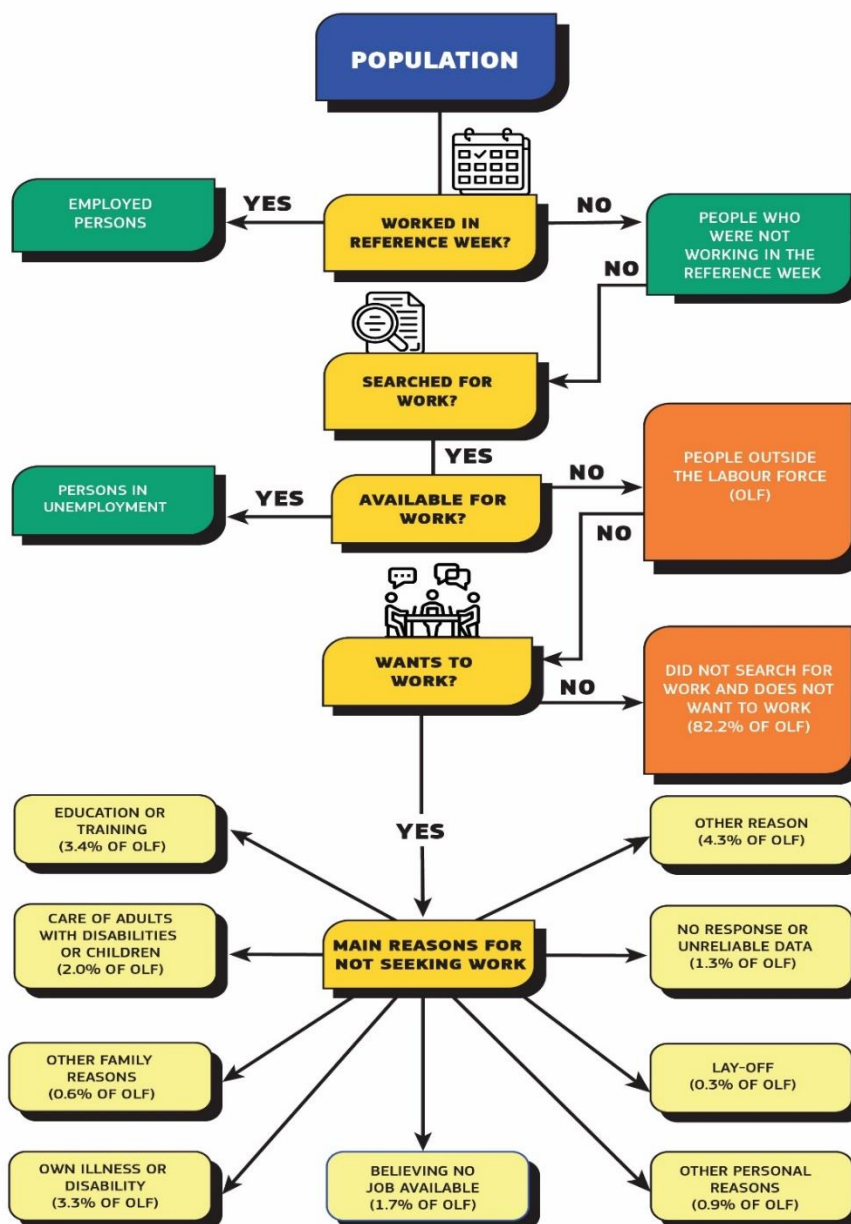 POPULATION
EMPLOYED
PERSONS
YES
WORKED IN
REFERENCE WEEK?
NO
PEOPLE WHO
WERE NOT
WORKING IN THE
REFERENCE WEEK
NO
SEARCHED FOR
WORK?
YES
PERSONS IN
UNEMPLOYMENT
YES
AVAILABLE FOR
WORK?
NO
PEOPLE OUTSIDE
THE LABOUR FORCE
(OLF)
NO
WANTS TO
WORK?
NO
DID NOT SEARCH FOR
WORK AND DOES NOT
WANT TO WORK
(82.2% OF OLF)
YES
EDUCATION OR
TRAINING
(3.4% OF OLF)
OTHER REASON
(4.3% OF OLF)
CARE OF ADULTS
WITH DISABILITIES
OR CHILDREN
(2.0% OF OLF)
MAIN REASONS FOR
NOT SEEKING WORK
NO RESPONSE OR
UNRELIABLE DATA
(1.3% OF OLF)
OTHER FAMILY
REASONS
(0.6% OF OLF)
LAY-OFF
(0.3% OF OLF)
OWN ILLNESS OR
DISABILITY
(3.3% OF OLF)
BELIEVING NO
JOB AVAILABLE
(1.7% OF OLF)
OTHER PERSONAL
REASONS
(0.9% OF OLF)